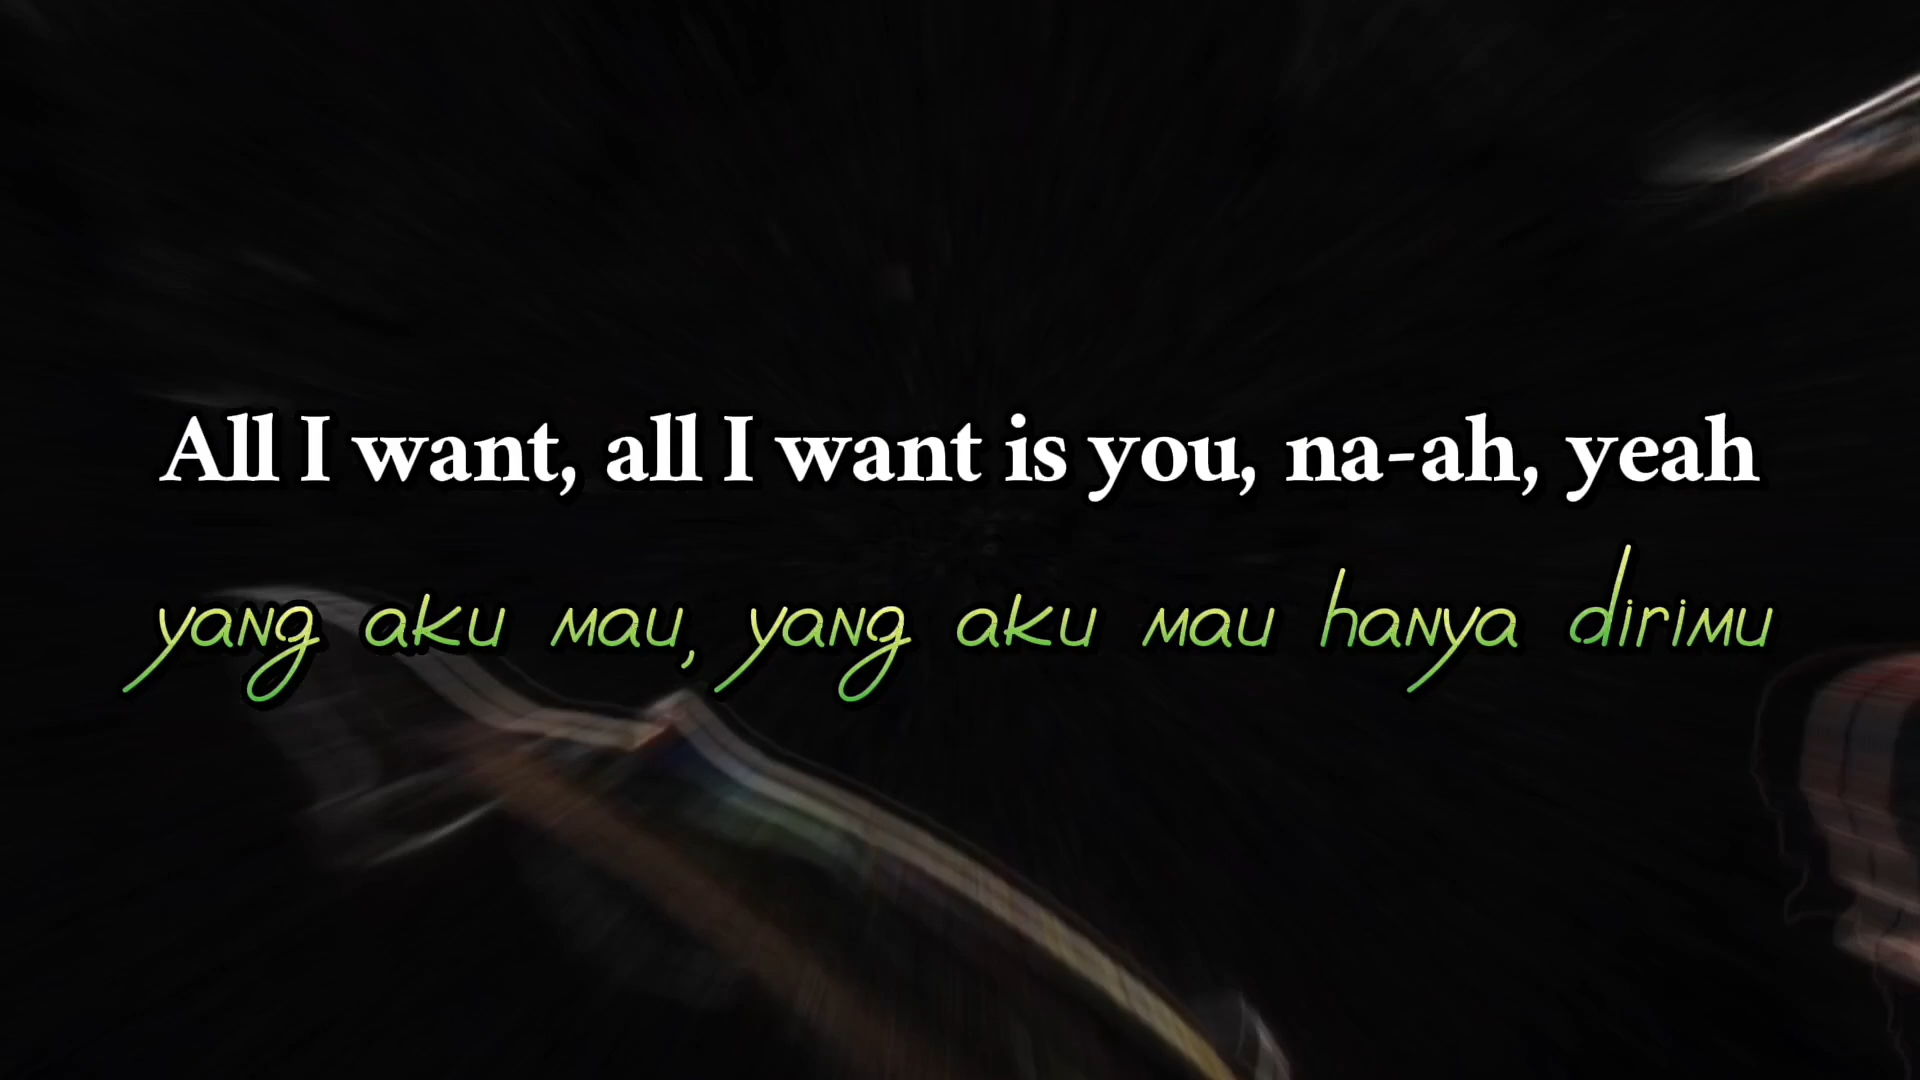 All I want, all I want is you, na-ah, yeah
yang aku mau, yang aku mau hanya dirimu